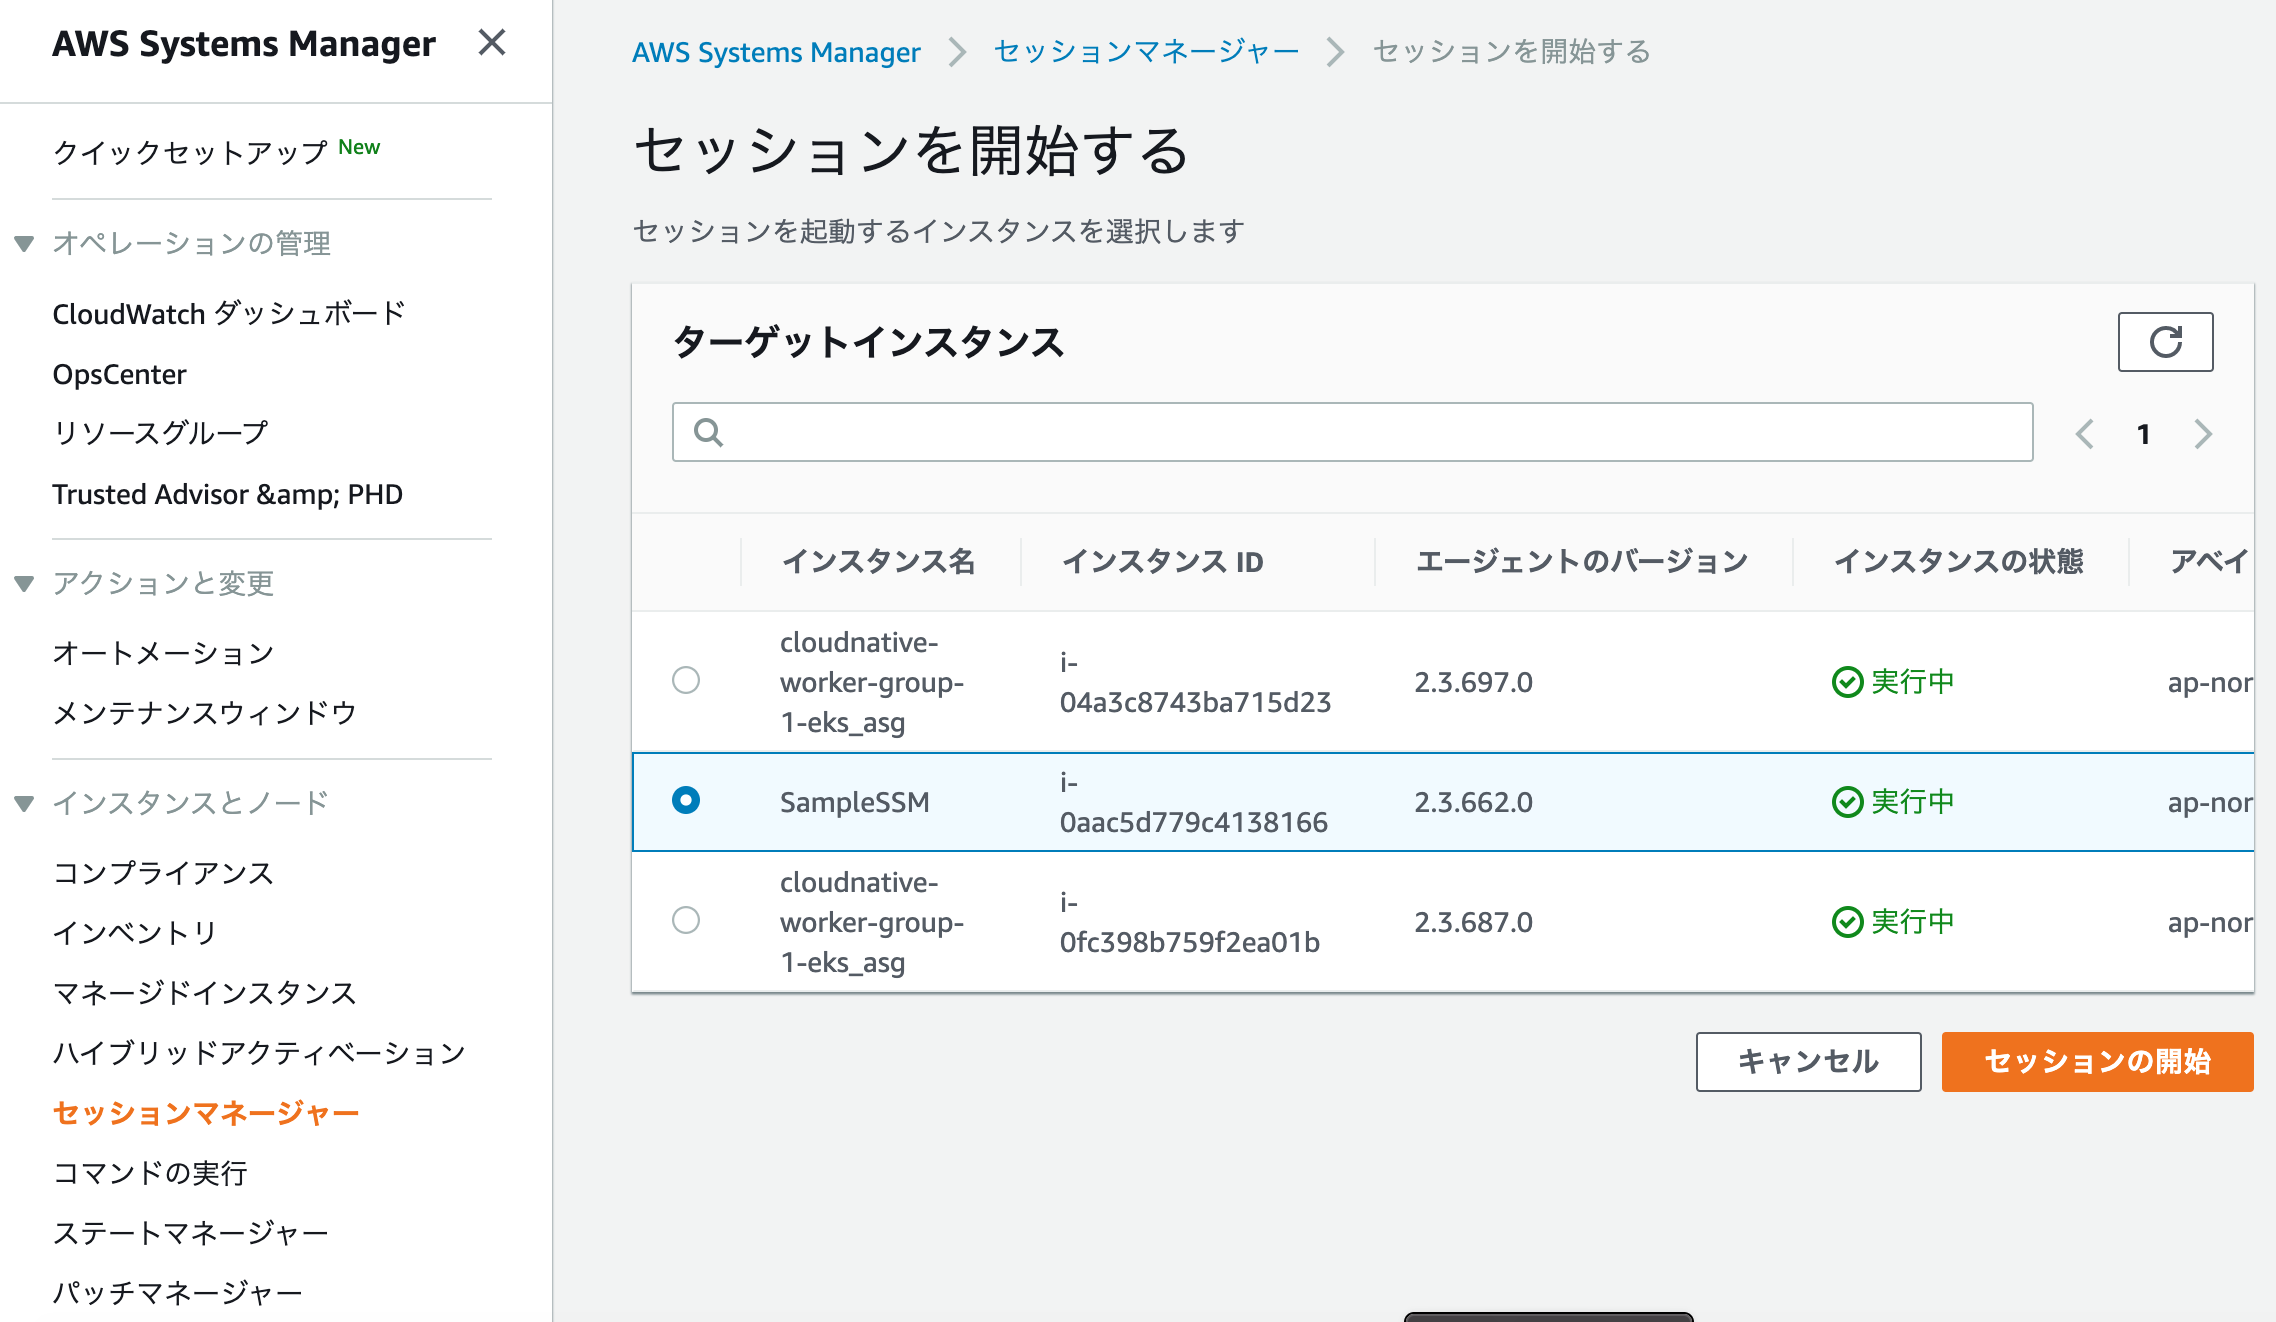 AWS Systems Manager
クイックセットアップ New
オペレーションの管理
CloudWatch ダッシュボード
OpsCenter
リソースグループ
Trusted Advisor &amp; PHD
アクションと変更
オートメーション
メンテナンスウィンドウ
インスタンスとノード
コンプライアンス
インベントリ
マネージドインスタンス
ハイブリッドアクティベーション
セッションマネージャー
コマンドの実行
ステートマネージャー
パッチマネージャー
AWS Systems Manager セッションマネージャー セッションを開始する
セッションを開始する
セッションを起動するインスタンスを選択します
ターゲットインスタンス
1
インスタンス名 インスタンス ID エージェントのバージョン インスタンスの状態 アベイ
cloudnative-
worker-group-
1-eks_asg
i-
04a3c8743ba715d23
2.3.697.0
実行中
ap-nor
SampleSSM
i-
0aac5d779c4138166
2.3.662.0
実行中
ap-nor
cloudnative-
worker-group-
1-eks_asg
i-
0fc398b759f2ea01b
2.3.687.0
実行中
ap-nor
キャンセル セッションの開始